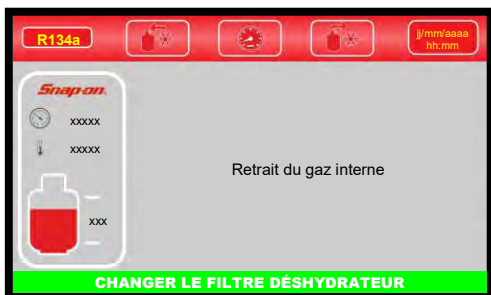 R134a
jj/mm/aaaa
hh:mm
Snap-on
xxxxx
xxxxx
Retrait du gaz interne
xxx
CHANGER LE FILTRE DÉSHYDRATEUR